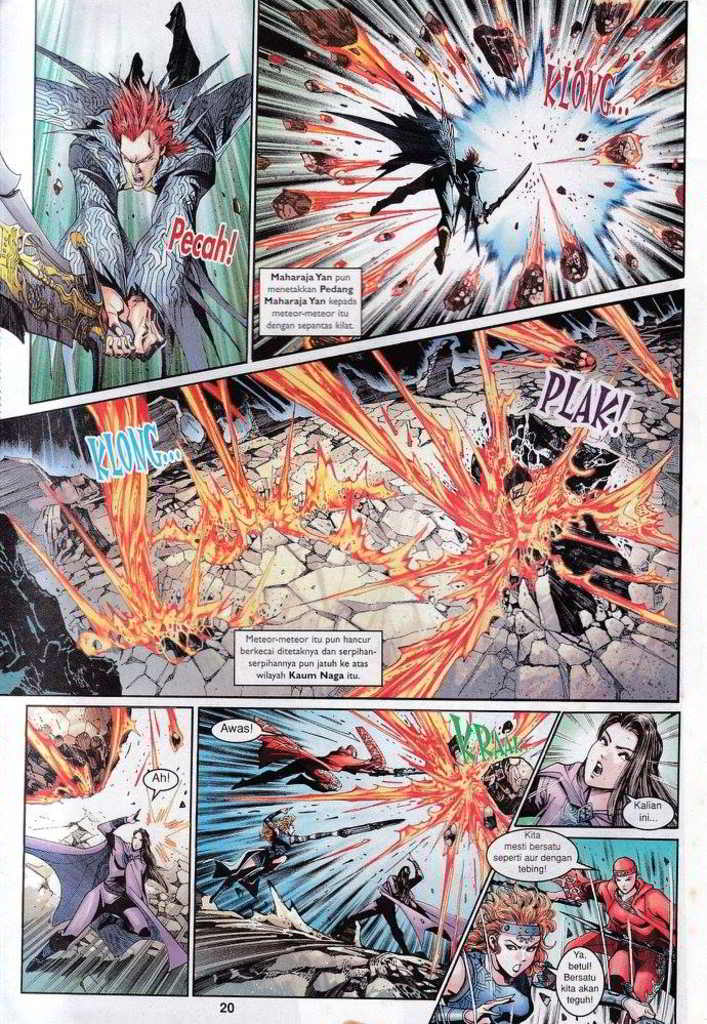 Pecah!
KLONG...
Maharaja Yan pun
menetakkan Pedang
Maharaja Yan kepada
meteor-meteor itu
dengan sepantas kilat.
KLONG...
PLAK!
Meteor-meteor itu pun hancur
berkecai ditetaknya dan serpihan-
serpihannya pun jatuh ke atas
wilayah Kaum Naga itu.
Ah!
Awas!
KRAAK
Kalian
ini...
Kita
mesti bersatu
seperti aur dengan
tebing!
Ya,
betul!
Bersatu
kita akan
teguh!
20